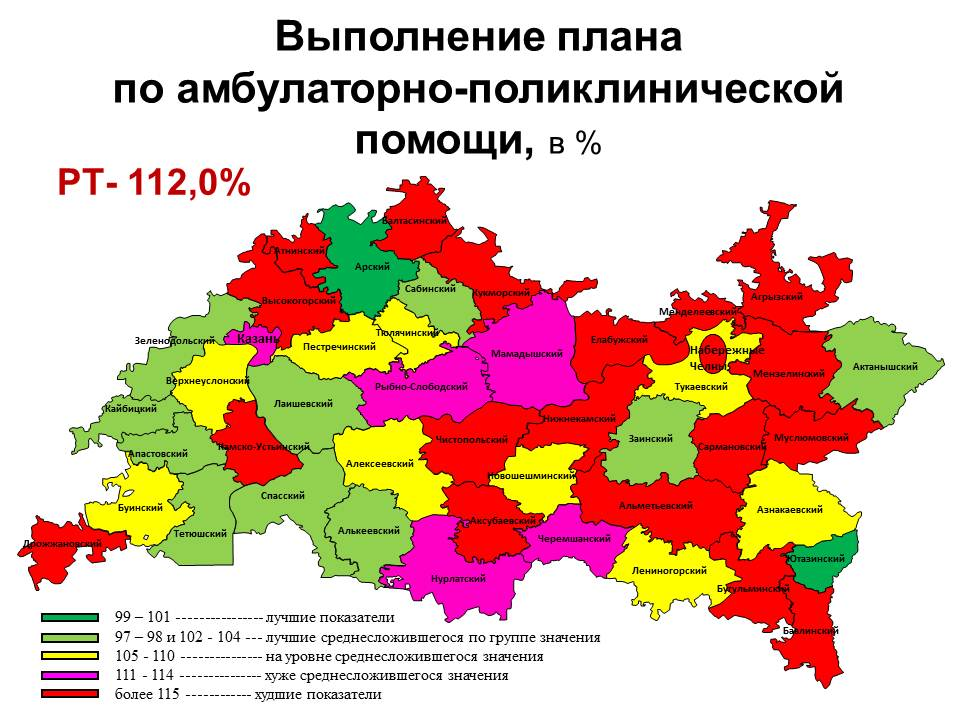 Выполнение плана
по амбулаторно-поликлинической
помощи, в %
РТ- 112,0%
Балтасинский
Атнинский
Арский
Сабинский
Кукморский
Агрызский
Высокогорский
Менделеевский
Тюлячинский
Зеленодольский
Казань
Пестречинский
Елабужский
Мамадышский
Набережные
Челны
Актанышский
Мензелинский
Верхнеуслонский
Рыбно-Слободский
Тукаевский
Лаишевский
Кайбицкий
Нижнекамский
Камско-Устьинский
Чистопольский
Заинский
Сармановский
Муслюмовский
Апастовский
Алексеевский
Новошешминский
Спасский
Буинский
Альметьевский
Азнакаевский
Аксубаевский
Тетюшский
Алькеевский
Черемшанский
Дрожжановский
Ютазинский
Лениногорский
Нурлатский
Бугульминский
Бавлинский
99 – 101 ---------------- лучшие показатели
97 – 98 и 102 - 104 --- лучшие среднесложившегося по группе значения
105 - 110 --------------- на уровне среднесложившегося значения
111 - 114 --------------- хуже среднесложившегося значения
более 115 ------------ худшие показатели